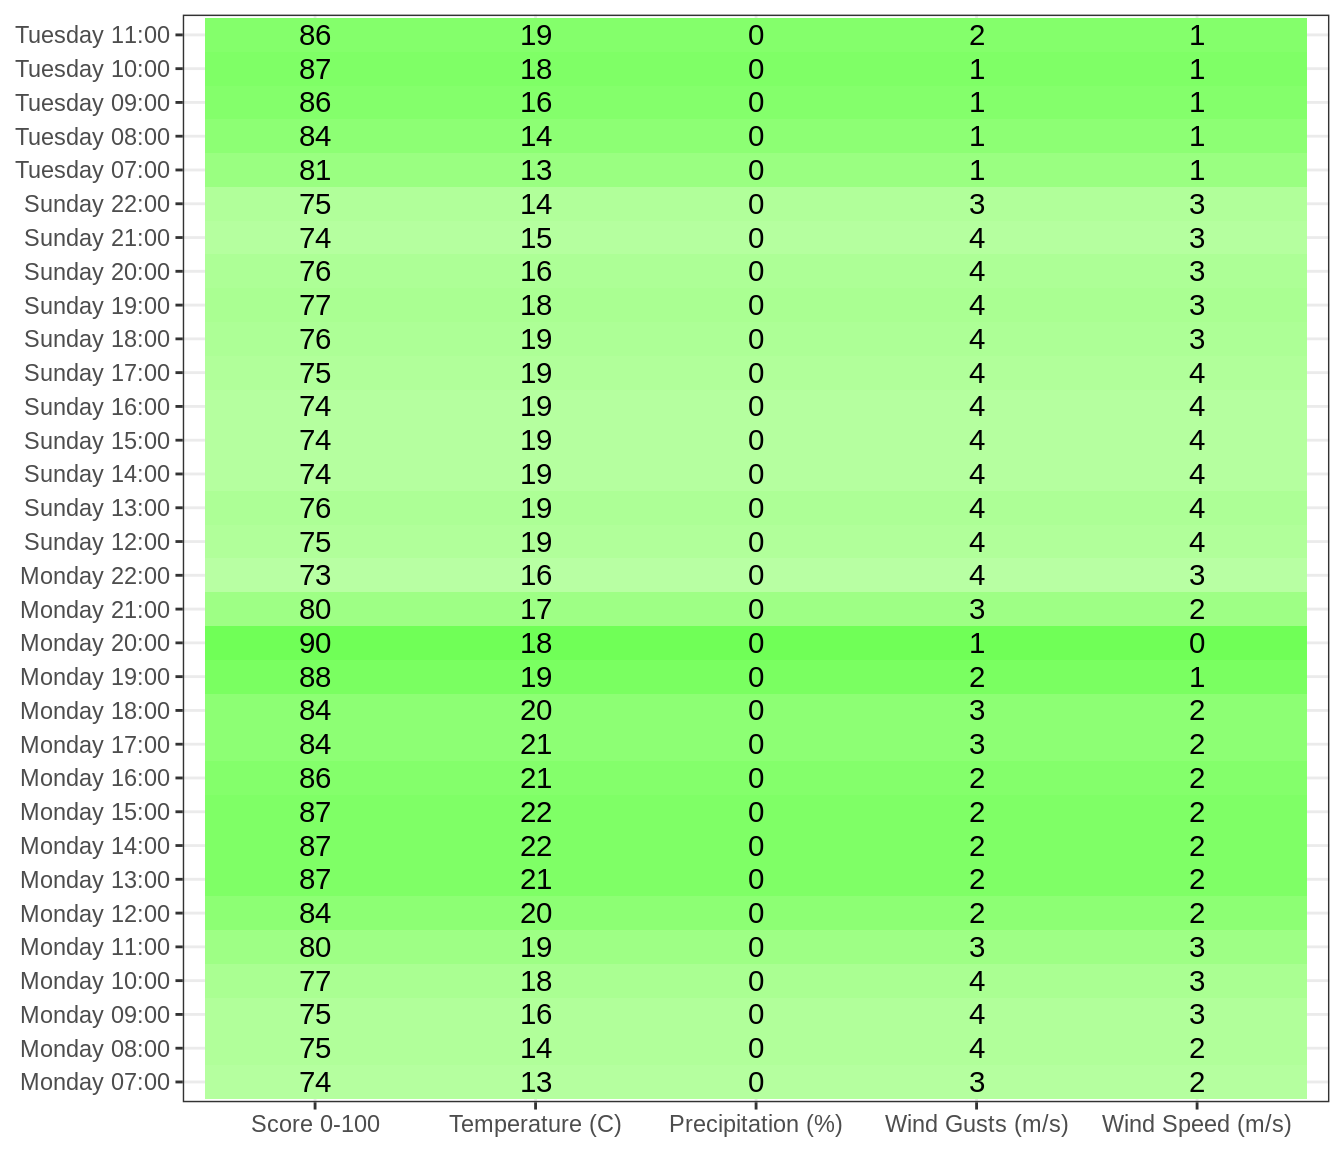 Tuesday 11:00 86 19 0 2 1
Tuesday 10:00 87 18 0 1 1
Tuesday 09:00 86 16 0 1 1
Tuesday 08:00 84 14 0 1 1
Tuesday 07:00 81 13 0 1 1
Sunday 22:00 75 14 0 3 3
Sunday 21:00 74 15 0 4 3
Sunday 20:00 76 16 0 4 3
Sunday 19:00 77 18 0 4 3
Sunday 18:00 76 19 0 4 3
Sunday 17:00 75 19 0 4 4
Sunday 16:00 74 19 0 4 4
Sunday 15:00 74 19 0 4 4
Sunday 14:00 74 19 0 4 4
Sunday 13:00 76 19 0 4 4
Sunday 12:00 75 19 0 4 4
Monday 22:00 73 16 0 4 3
Monday 21:00 80 17 0 3 2
Monday 20:00 90 18 0 1 0
Monday 19:00 88 19 0 2 1
Monday 18:00 84 20 0 3 2
Monday 17:00 84 21 0 3 2
Monday 16:00 86 21 0 2 2
Monday 15:00 87 22 0 2 2
Monday 14:00 87 22 0 2 2
Monday 13:00 87 21 0 2 2
Monday 12:00 84 20 0 2 2
Monday 11:00 80 19 0 3 3
Monday 10:00 77 18 0 4 3
Monday 09:00 75 16 0 4 3
Monday 08:00 75 14 0 4 2
Monday 07:00 74 13 0 3 2
Score 0-100 Temperature (C) Precipitation (%) Wind Gusts (m/s) Wind Speed (m/s)